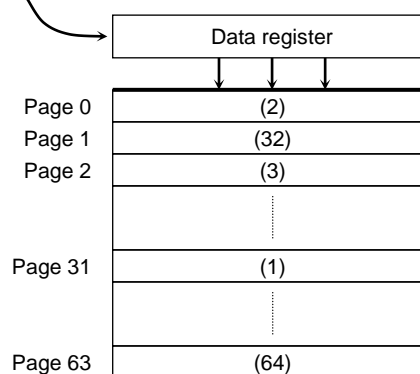 Data register
Page 0 (2)
Page 1 (32)
Page 2 (3)
Page 31 (1)
Page 63 (64)